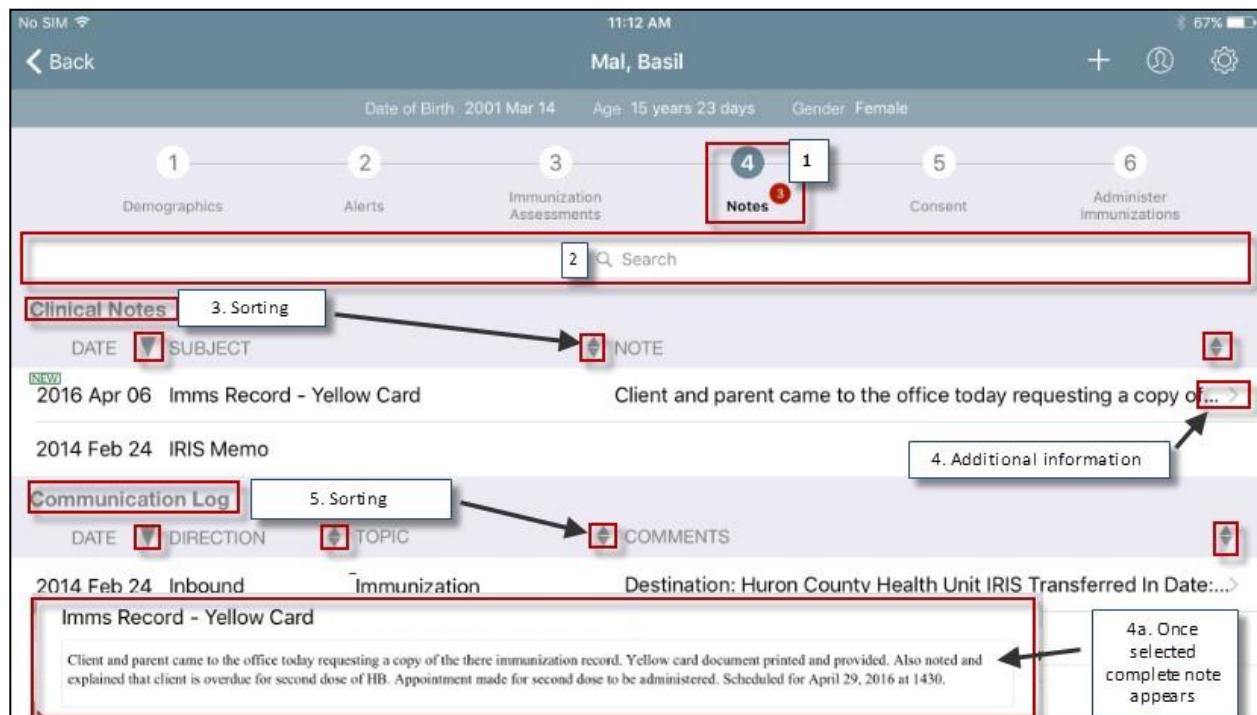 No SIM 11:12 AM 67%
Back Mal, Basil
Date of Birth 2001 Mar 14 Age 15 years 23 days Gender Female
1 2 3 4 1 5 6
Demographics Alerts Immunization Assessments Notes 3 Consent Administer Immunizations
2 Search
Clinical Notes 3. Sorting
DATE SUBJECT NOTE
NEW
2016 Apr 06 Imms Record - Yellow Card Client and parent came to the office today requesting a copy of...
2014 Feb 24 IRIS Memo
4. Additional information
Communication Log 5. Sorting
DATE DIRECTION TOPIC COMMENTS
2014 Feb 24 Inbound Immunization Destination: Huron County Health Unit IRIS Transferred In Date:...
Imms Record - Yellow Card
Client and parent came to the office today requesting a copy of the there immunization record. Yellow card document printed and provided. Also noted and
explained that client is overdue for second dose of HB. Appointment made for second dose to be administered. Scheduled for April 29, 2016 at 1430.
4a. Once
selected
complete note
appears